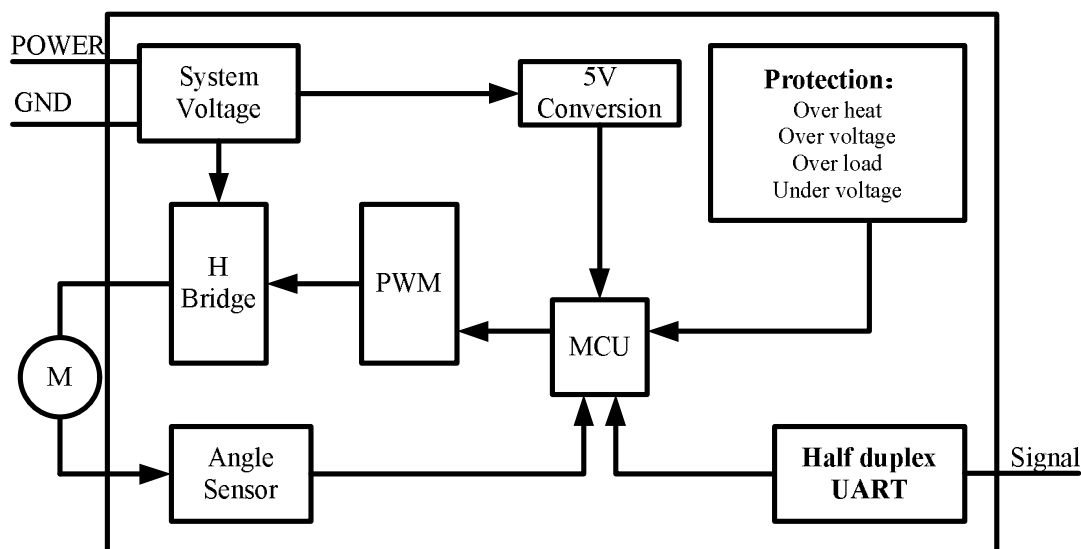 POWER
GND
System
Voltage
5V
Conversion
Protection：
Over heat
Over voltage
Over load
Under voltage
H
Bridge
PWM
MCU
M
Angle
Sensor
Half duplex
UART
Signal